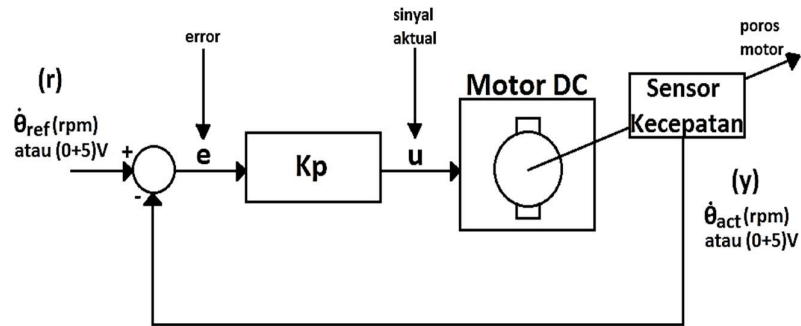 error
sinyal
aktual
poros
motor
(r)
θ̇ref (rpm)
atau (0+5)V
+
-
e
Kp
u
Motor DC
Sensor
Kecepatan
(y)
θ̇act (rpm)
atau (0+5)V